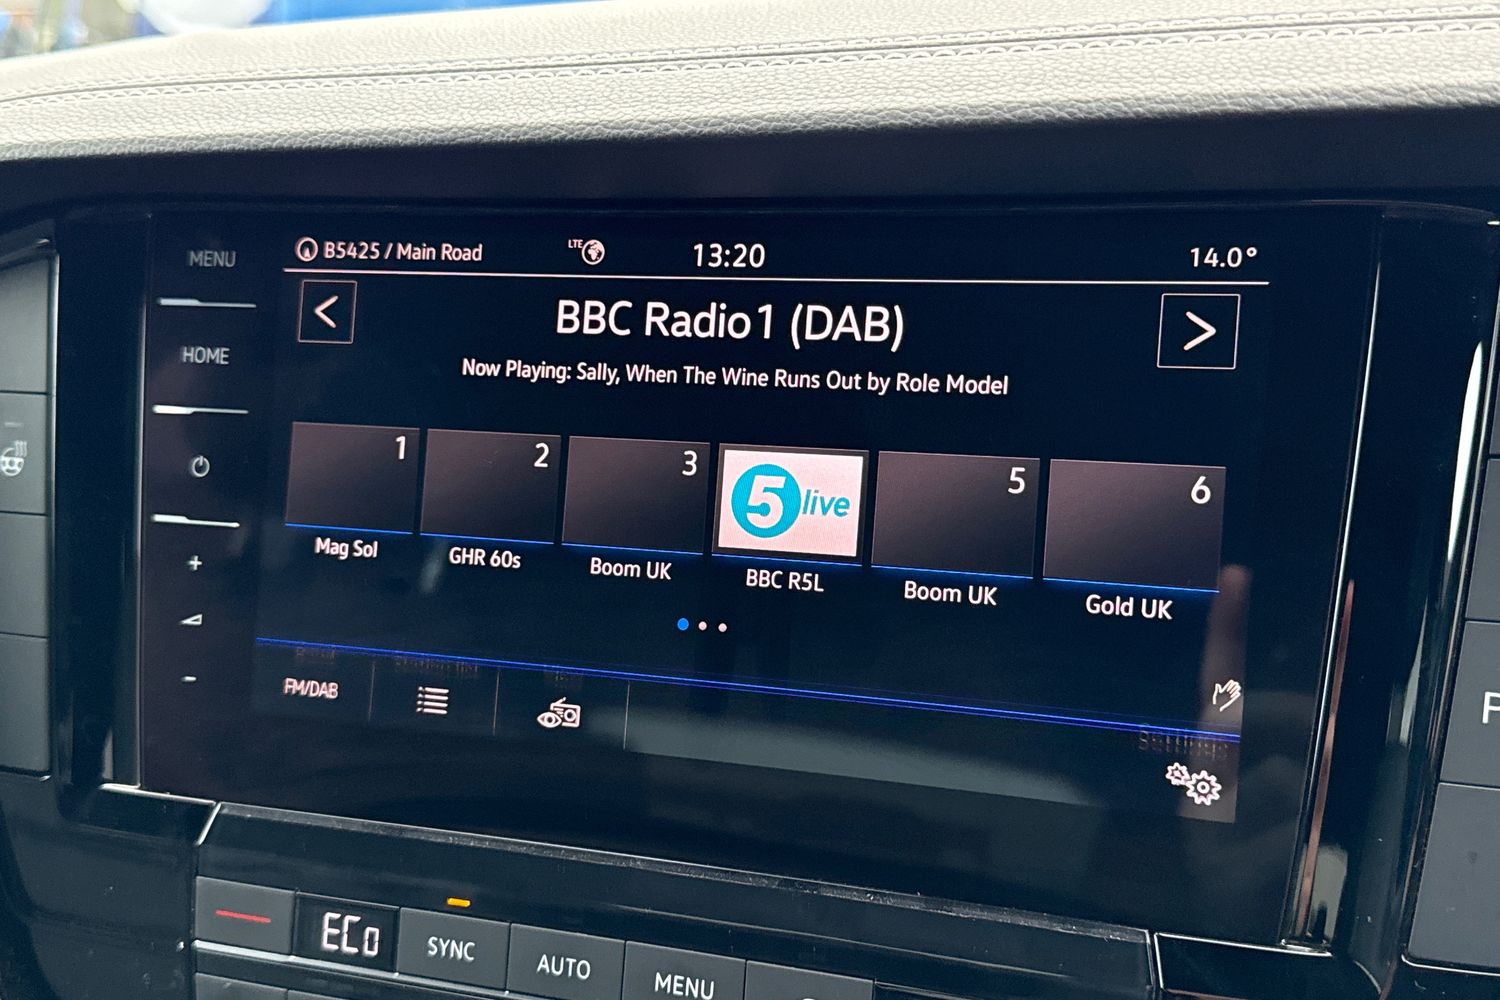 MENU
HOME
B5425 / Main Road
LTE
13:20
14.0°
<
BBC Radio1 (DAB)
>
Now Playing: Sally, When The Wine Runs Out by Role Model
1
2
3
5 live
5
6
Mag Sol
GHR 60s
Boom UK
BBC R5L
Boom UK
Gold UK
+
-
FM/DAB
Settings
ECo
SYNC
AUTO
MENU